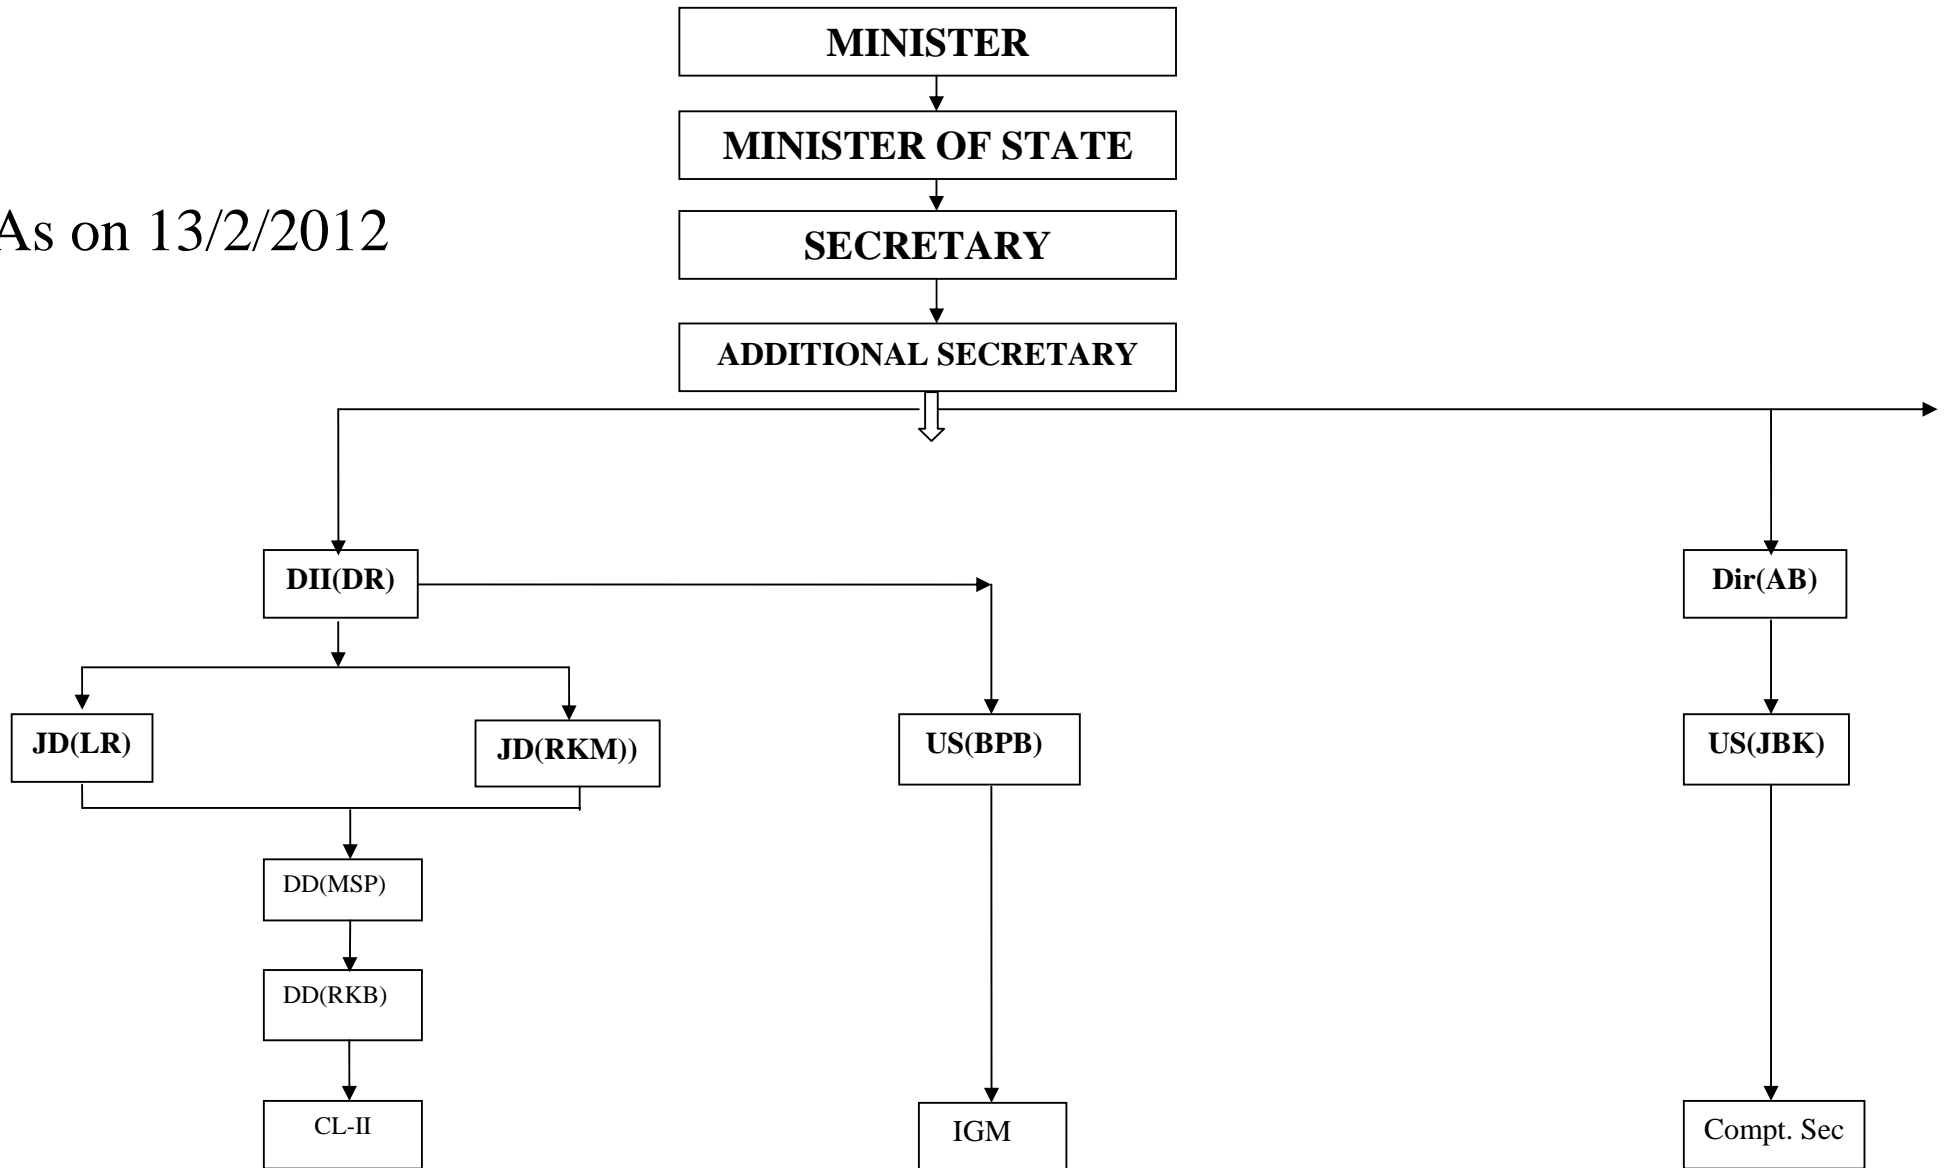 MINISTER
MINISTER OF STATE
As on 13/2/2012
SECRETARY
ADDITIONAL SECRETARY
DII(DR)
Dir(AB)
JD(LR)
JD(RKM))
US(BPB)
US(JBK)
DD(MSP)
DD(RKB)
CL-II
IGM
Compt. Sec